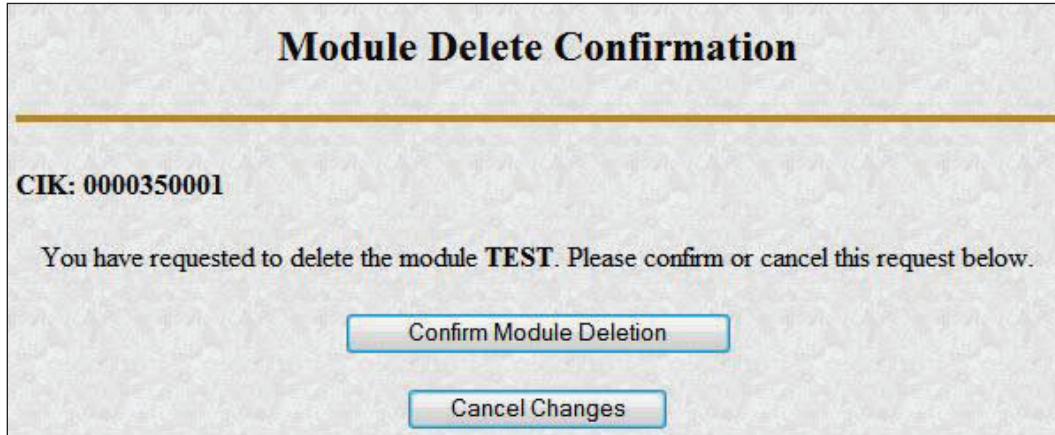 Module Delete Confirmation
CIK: 0000350001
You have requested to delete the module TEST. Please confirm or cancel this request below.
Confirm Module Deletion
Cancel Changes